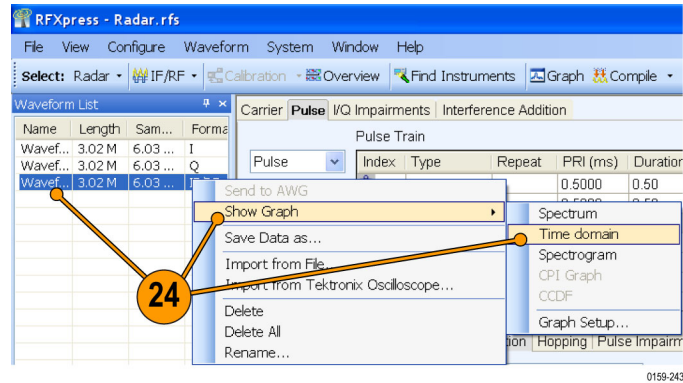 RFXpress - Radar.rfs
File View Configure Waveform System Window Help
Select: Radar IF/RF Calibration Overview Find Instruments Graph Compile
Waveform List
Carrier Pulse I/Q Impairments Interference Addition
Name Length Sam... Forma
Pulse Train
Wavef... 3.02 M 6.03 ... I
Wavef... 3.02 M 6.03 ... Q
Wavef... 3.02 M 6.03 ...
Pulse
Index Type Repeat PRI (ms) Duration
0.5000 0.50
Send to AWG
Show Graph
Save Data as...
Import from File...
Import from Tektronix Oscilloscope...
Delete
Delete All
Rename...
Spectrum
Time domain
Spectrogram
CPI Graph
CCDF
Graph Setup...
Hopping Pulse Impairm
24
0159-243